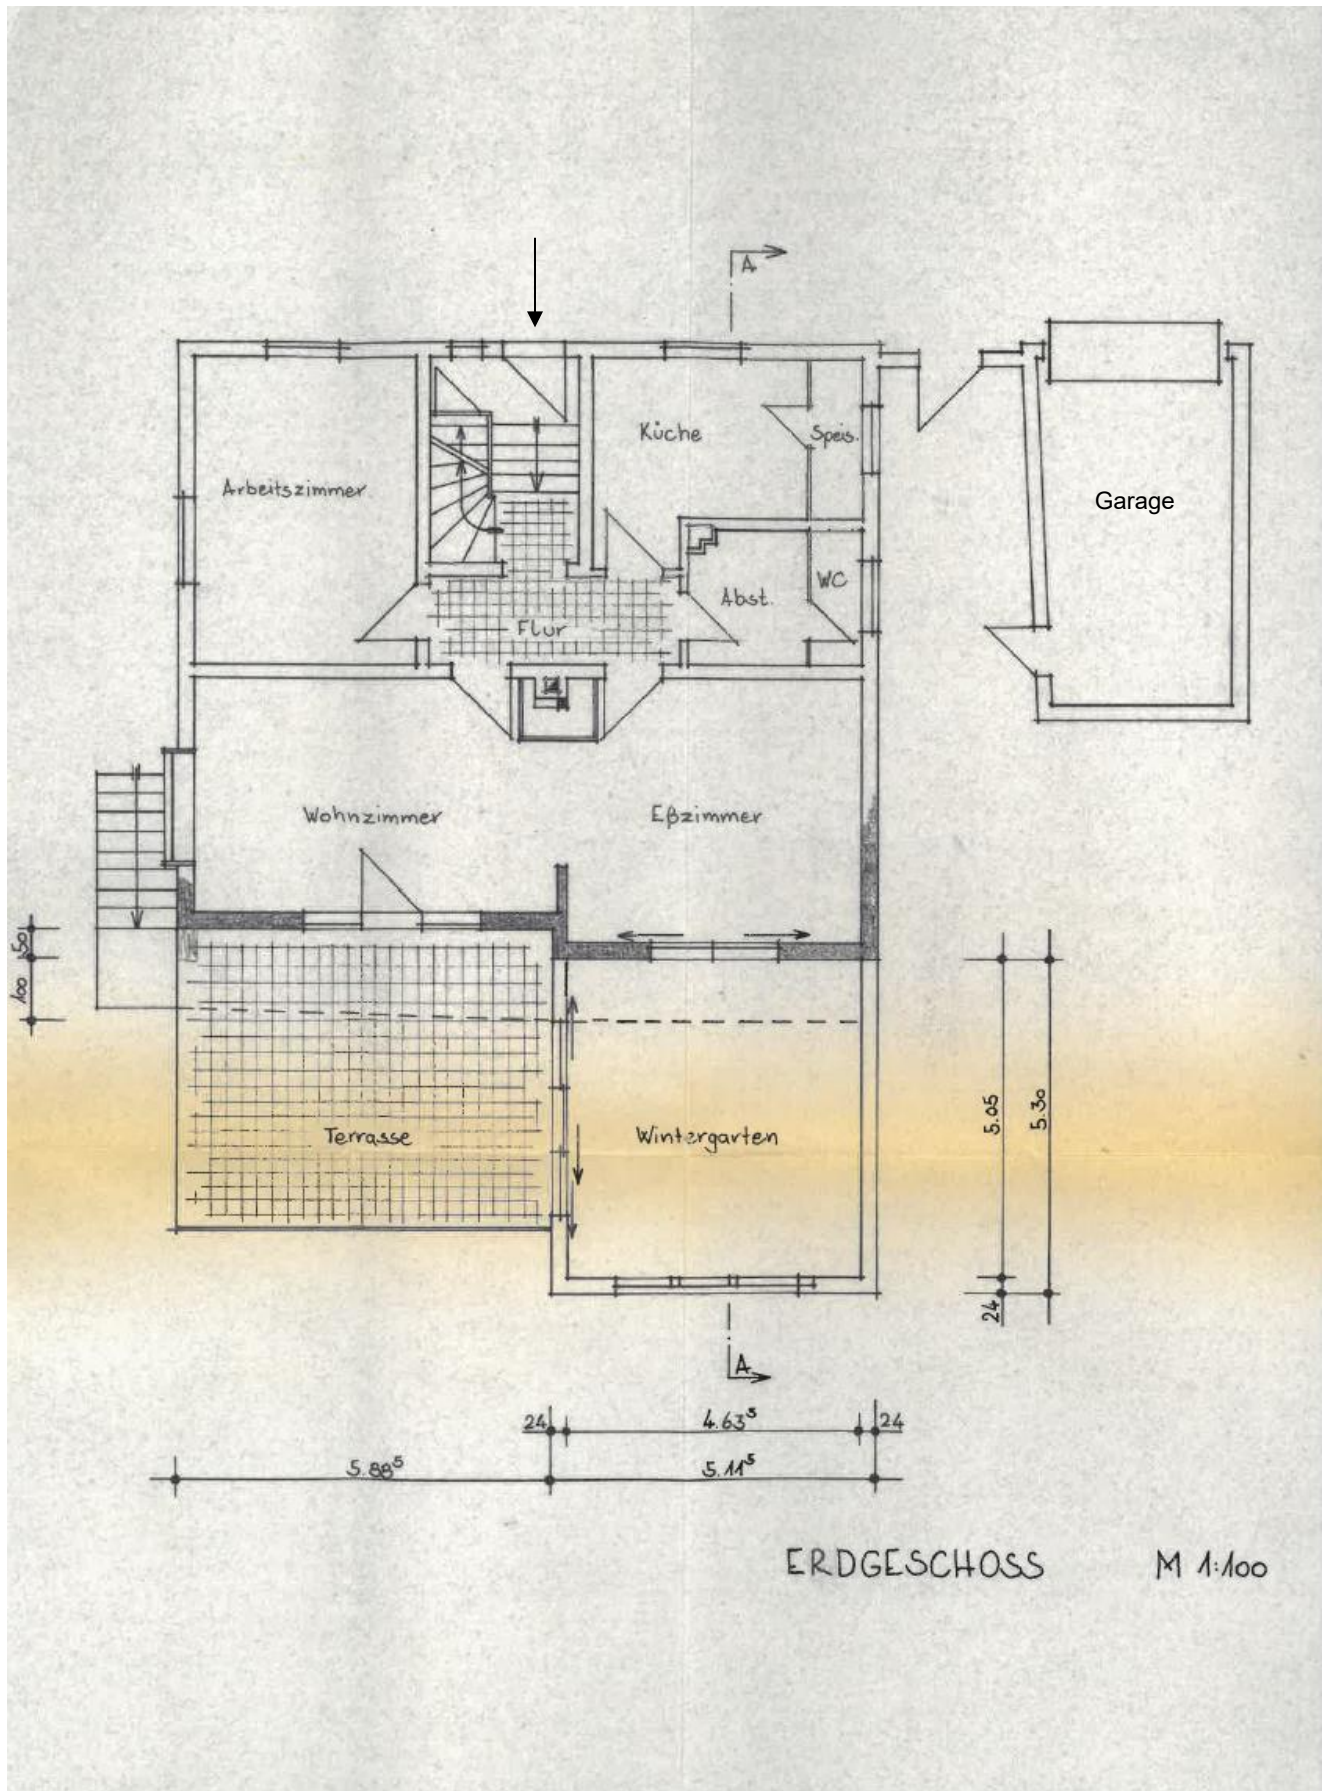 A
Küche
Speis.
Arbeitszimmer
Garage
Abst.
WC
Flur
Wohnzimmer
Eßzimmer
50
100
5.05
5.30
Terrasse
Wintergarten
24
A
24
4.63⁵
24
5.88⁵
5.11⁵
ERDGESCHOSS M 1:100